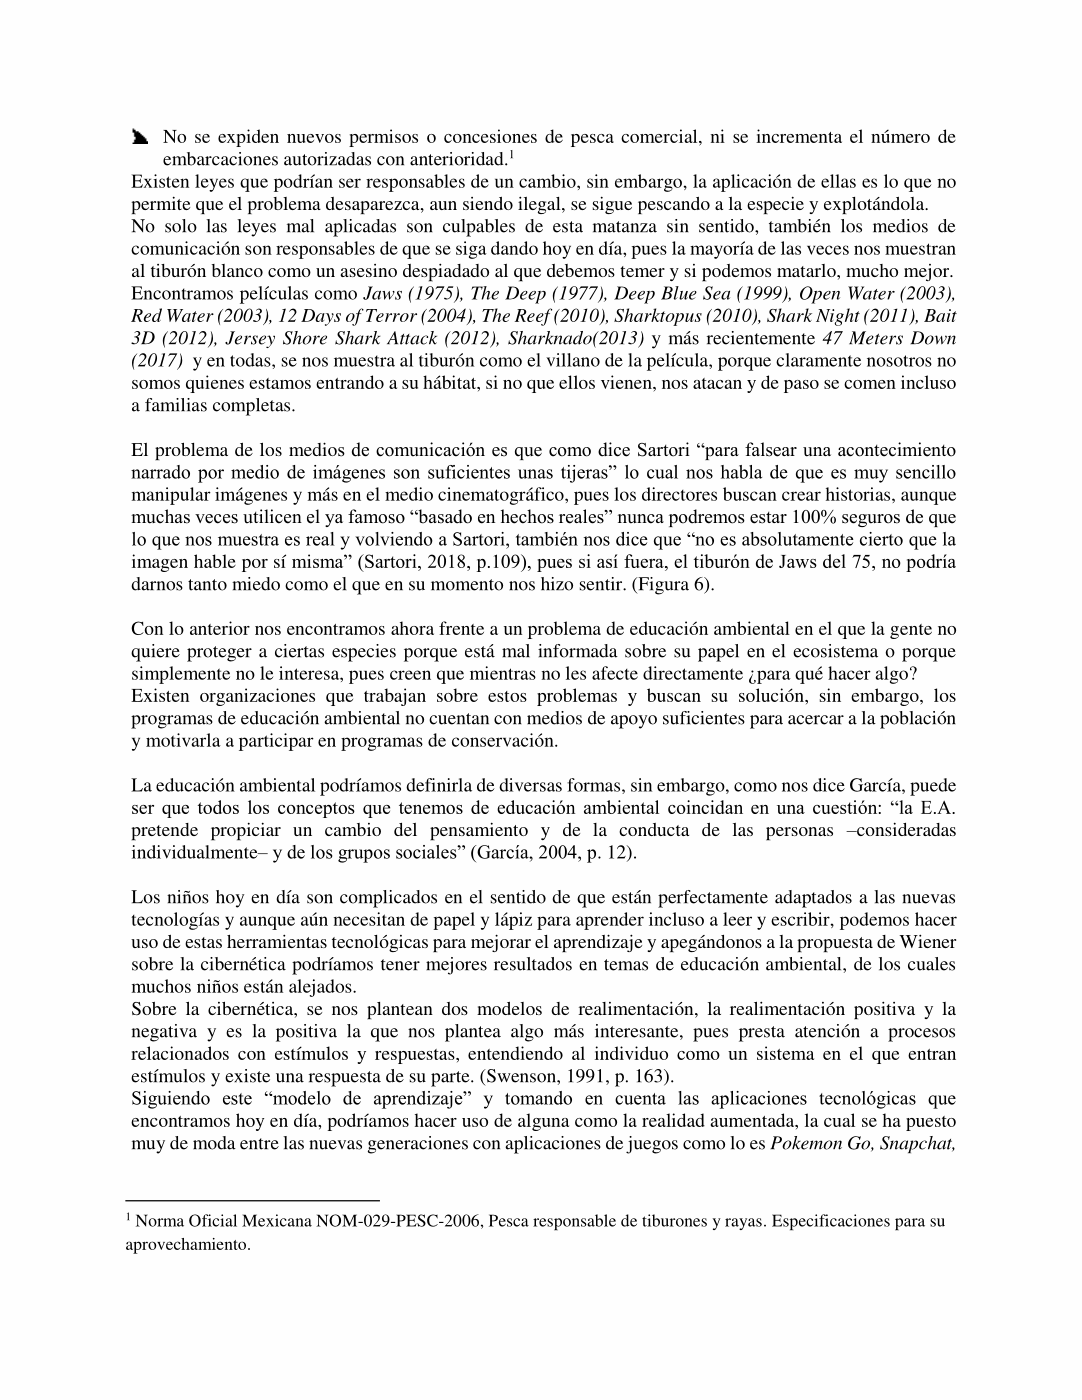 No se expiden nuevos permisos o concesiones de pesca comercial, ni se incrementa el número de
embarcaciones autorizadas con anterioridad.1
Existen leyes que podrían ser responsables de un cambio, sin embargo, la aplicación de ellas es lo que no
permite que el problema desaparezca, aun siendo ilegal, se sigue pescando a la especie y explotándola.
No solo las leyes mal aplicadas son culpables de esta matanza sin sentido, también los medios de
comunicación son responsables de que se siga dando hoy en día, pues la mayoría de las veces nos muestran
al tiburón blanco como un asesino despiadado al que debemos temer y si podemos matarlo, mucho mejor.
Encontramos películas como Jaws (1975), The Deep (1977), Deep Blue Sea (1999), Open Water (2003),
Red Water (2003), 12 Days of Terror (2004), The Reef (2010), Sharktopus (2010), Shark Night (2011), Bait
3D (2012), Jersey Shore Shark Attack (2012), Sharknado(2013) y más recientemente 47 Meters Down
(2017) y en todas, se nos muestra al tiburón como el villano de la película, porque claramente nosotros no
somos quienes estamos entrando a su hábitat, si no que ellos vienen, nos atacan y de paso se comen incluso
a familias completas.
El problema de los medios de comunicación es que como dice Sartori “para falsear una acontecimiento
narrado por medio de imágenes son suficientes unas tijeras” lo cual nos habla de que es muy sencillo
manipular imágenes y más en el medio cinematográfico, pues los directores buscan crear historias, aunque
muchas veces utilicen el ya famoso “basado en hechos reales” nunca podremos estar 100% seguros de que
lo que nos muestra es real y volviendo a Sartori, también nos dice que “no es absolutamente cierto que la
imagen hable por sí misma” (Sartori, 2018, p.109), pues si así fuera, el tiburón de Jaws del 75, no podría
darnos tanto miedo como el que en su momento nos hizo sentir. (Figura 6).
Con lo anterior nos encontramos ahora frente a un problema de educación ambiental en el que la gente no
quiere proteger a ciertas especies porque está mal informada sobre su papel en el ecosistema o porque
simplemente no le interesa, pues creen que mientras no les afecte directamente ¿para qué hacer algo?
Existen organizaciones que trabajan sobre estos problemas y buscan su solución, sin embargo, los
programas de educación ambiental no cuentan con medios de apoyo suficientes para acercar a la población
y motivarla a participar en programas de conservación.
La educación ambiental podríamos definirla de diversas formas, sin embargo, como nos dice García, puede
ser que todos los conceptos que tenemos de educación ambiental coincidan en una cuestión: “la E.A.
pretende propiciar un cambio del pensamiento y de la conducta de las personas –consideradas
individualmente– y de los grupos sociales” (García, 2004, p. 12).
Los niños hoy en día son complicados en el sentido de que están perfectamente adaptados a las nuevas
tecnologías y aunque aún necesitan de papel y lápiz para aprender incluso a leer y escribir, podemos hacer
uso de estas herramientas tecnológicas para mejorar el aprendizaje y apegándonos a la propuesta de Wiener
sobre la cibernética podríamos tener mejores resultados en temas de educación ambiental, de los cuales
muchos niños están alejados.
Sobre la cibernética, se nos plantean dos modelos de realimentación, la realimentación positiva y la
negativa y es la positiva la que nos plantea algo más interesante, pues presta atención a procesos
relacionados con estímulos y respuestas, entendiendo al individuo como un sistema en el que entran
estímulos y existe una respuesta de su parte. (Swenson, 1991, p. 163).
Siguiendo este “modelo de aprendizaje” y tomando en cuenta las aplicaciones tecnológicas que
encontramos hoy en día, podríamos hacer uso de alguna como la realidad aumentada, la cual se ha puesto
muy de moda entre las nuevas generaciones con aplicaciones de juegos como lo es Pokemon Go, Snapchat,
1 Norma Oficial Mexicana NOM-029-PESC-2006, Pesca responsable de tiburones y rayas. Especificaciones para su
aprovechamiento.